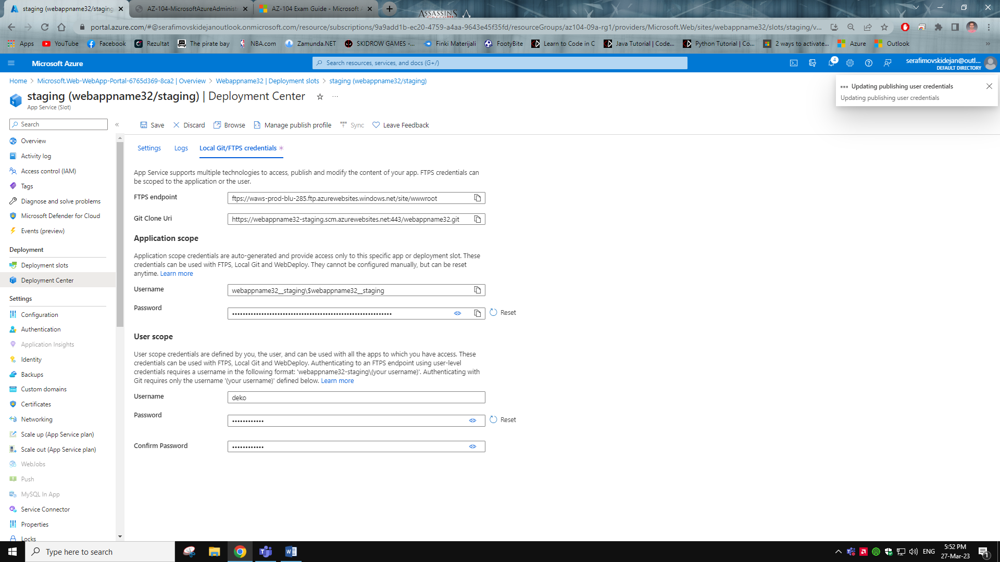 staging (webappname32/staging
AZ-104-MicrosoftAzureAdminist
AZ-104 Exam Guide - Microsoft
ASSASSINS
portal.azure.com/#@serafimovskidejanoutlook.onmicrosoft.com/resource/subscriptions/9a9add1b-ec20-4759-a4aa-9643e45f35fd/resourceGroups/az104-09a-rg1/providers/Microsoft.Web/sites/webappname32/slots/staging/v...
Apps
YouTube
Facebook
Rezultat
The pirate bay
NBA.com
Zamunda.NET
SKIDROW GAMES -...
Finki Materijali
FootyBite
Learn to Code in C
Java Tutorial | Code...
Python Tutorial | Co...
2 ways to activate...
Azure
Outlook
»
Microsoft Azure
Search resources, services, and docs (G+/)
4
serafimovskidejan@outl...
DEFAULT DIRECTORY
Home > Microsoft.Web-WebApp-Portal-6765d369-8ca2 | Overview > Webappname32 | Deployment slots > staging (webappname32/staging)
Updating publishing user credentials
Updating publishing user credentials
staging (webappname32/staging) | Deployment Center
App Service (Slot)
Search
«
Save
Discard
Browse
Manage publish profile
Sync
Leave Feedback
Overview
Activity log
Access control (IAM)
Tags
Diagnose and solve problems
Microsoft Defender for Cloud
Events (preview)
Deployment
Deployment slots
Deployment Center
Settings
Configuration
Authentication
Application Insights
Identity
Backups
Custom domains
Certificates
Networking
Scale up (App Service plan)
Scale out (App Service plan)
WebJobs
Push
MySQL In App
Service Connector
Properties
Locks
Settings
Logs
Local Git/FTPS credentials *
App Service supports multiple technologies to access, publish and modify the content of your app. FTPS credentials can
be scoped to the application or the user.
FTPS endpoint
ftps://waws-prod-blu-285.ftp.azurewebsites.windows.net/site/wwwroot
Git Clone Uri
https://webappname32-staging.scm.azurewebsites.net:443/webappname32.git
Application scope
Application scope credentials are auto-generated and provide access only to this specific app or deployment slot. These
credentials can be used with FTPS, Local Git and WebDeploy. They cannot be configured manually, but can be reset
anytime. Learn more
Username
webappname32__staging\$webappname32__staging
Password
Reset
User scope
User scope credentials are defined by you, the user, and can be used with all the apps to which you have access. These
credentials can be used with FTPS, Local Git and WebDeploy. Authenticating to an FTPS endpoint using user-level
credentials requires a username in the following format: 'webappname32-staging\(your username)'. Authenticating with
Git requires only the username '(your username)' defined below. Learn more
Username
deko
Password
Reset
Confirm Password
Type here to search
ENG
5:52 PM
27-Mar-23
1